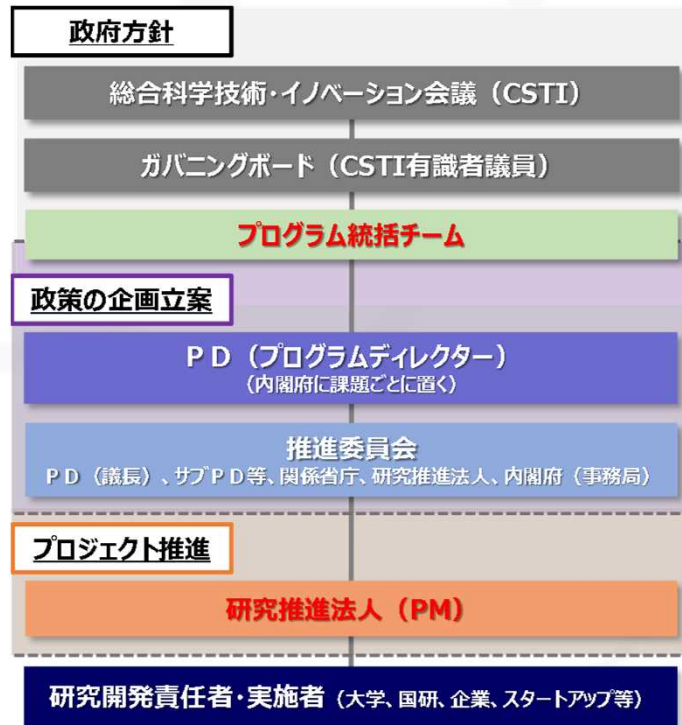 政府方針
総合科学技術・イノベーション会議（CSTI）
ガバニングボード（CSTI有識者議員）
プログラム統括チーム
政策の企画立案
ＰＤ（プログラムディレクター）
（内閣府に課題ごとに置く）
推進委員会
ＰＤ（議長）、サブＰＤ等、関係省庁、研究推進法人、内閣府（事務局）
プロジェクト推進
研究推進法人（PM）
研究開発責任者・実施者（大学、国研、企業、スタートアップ等）